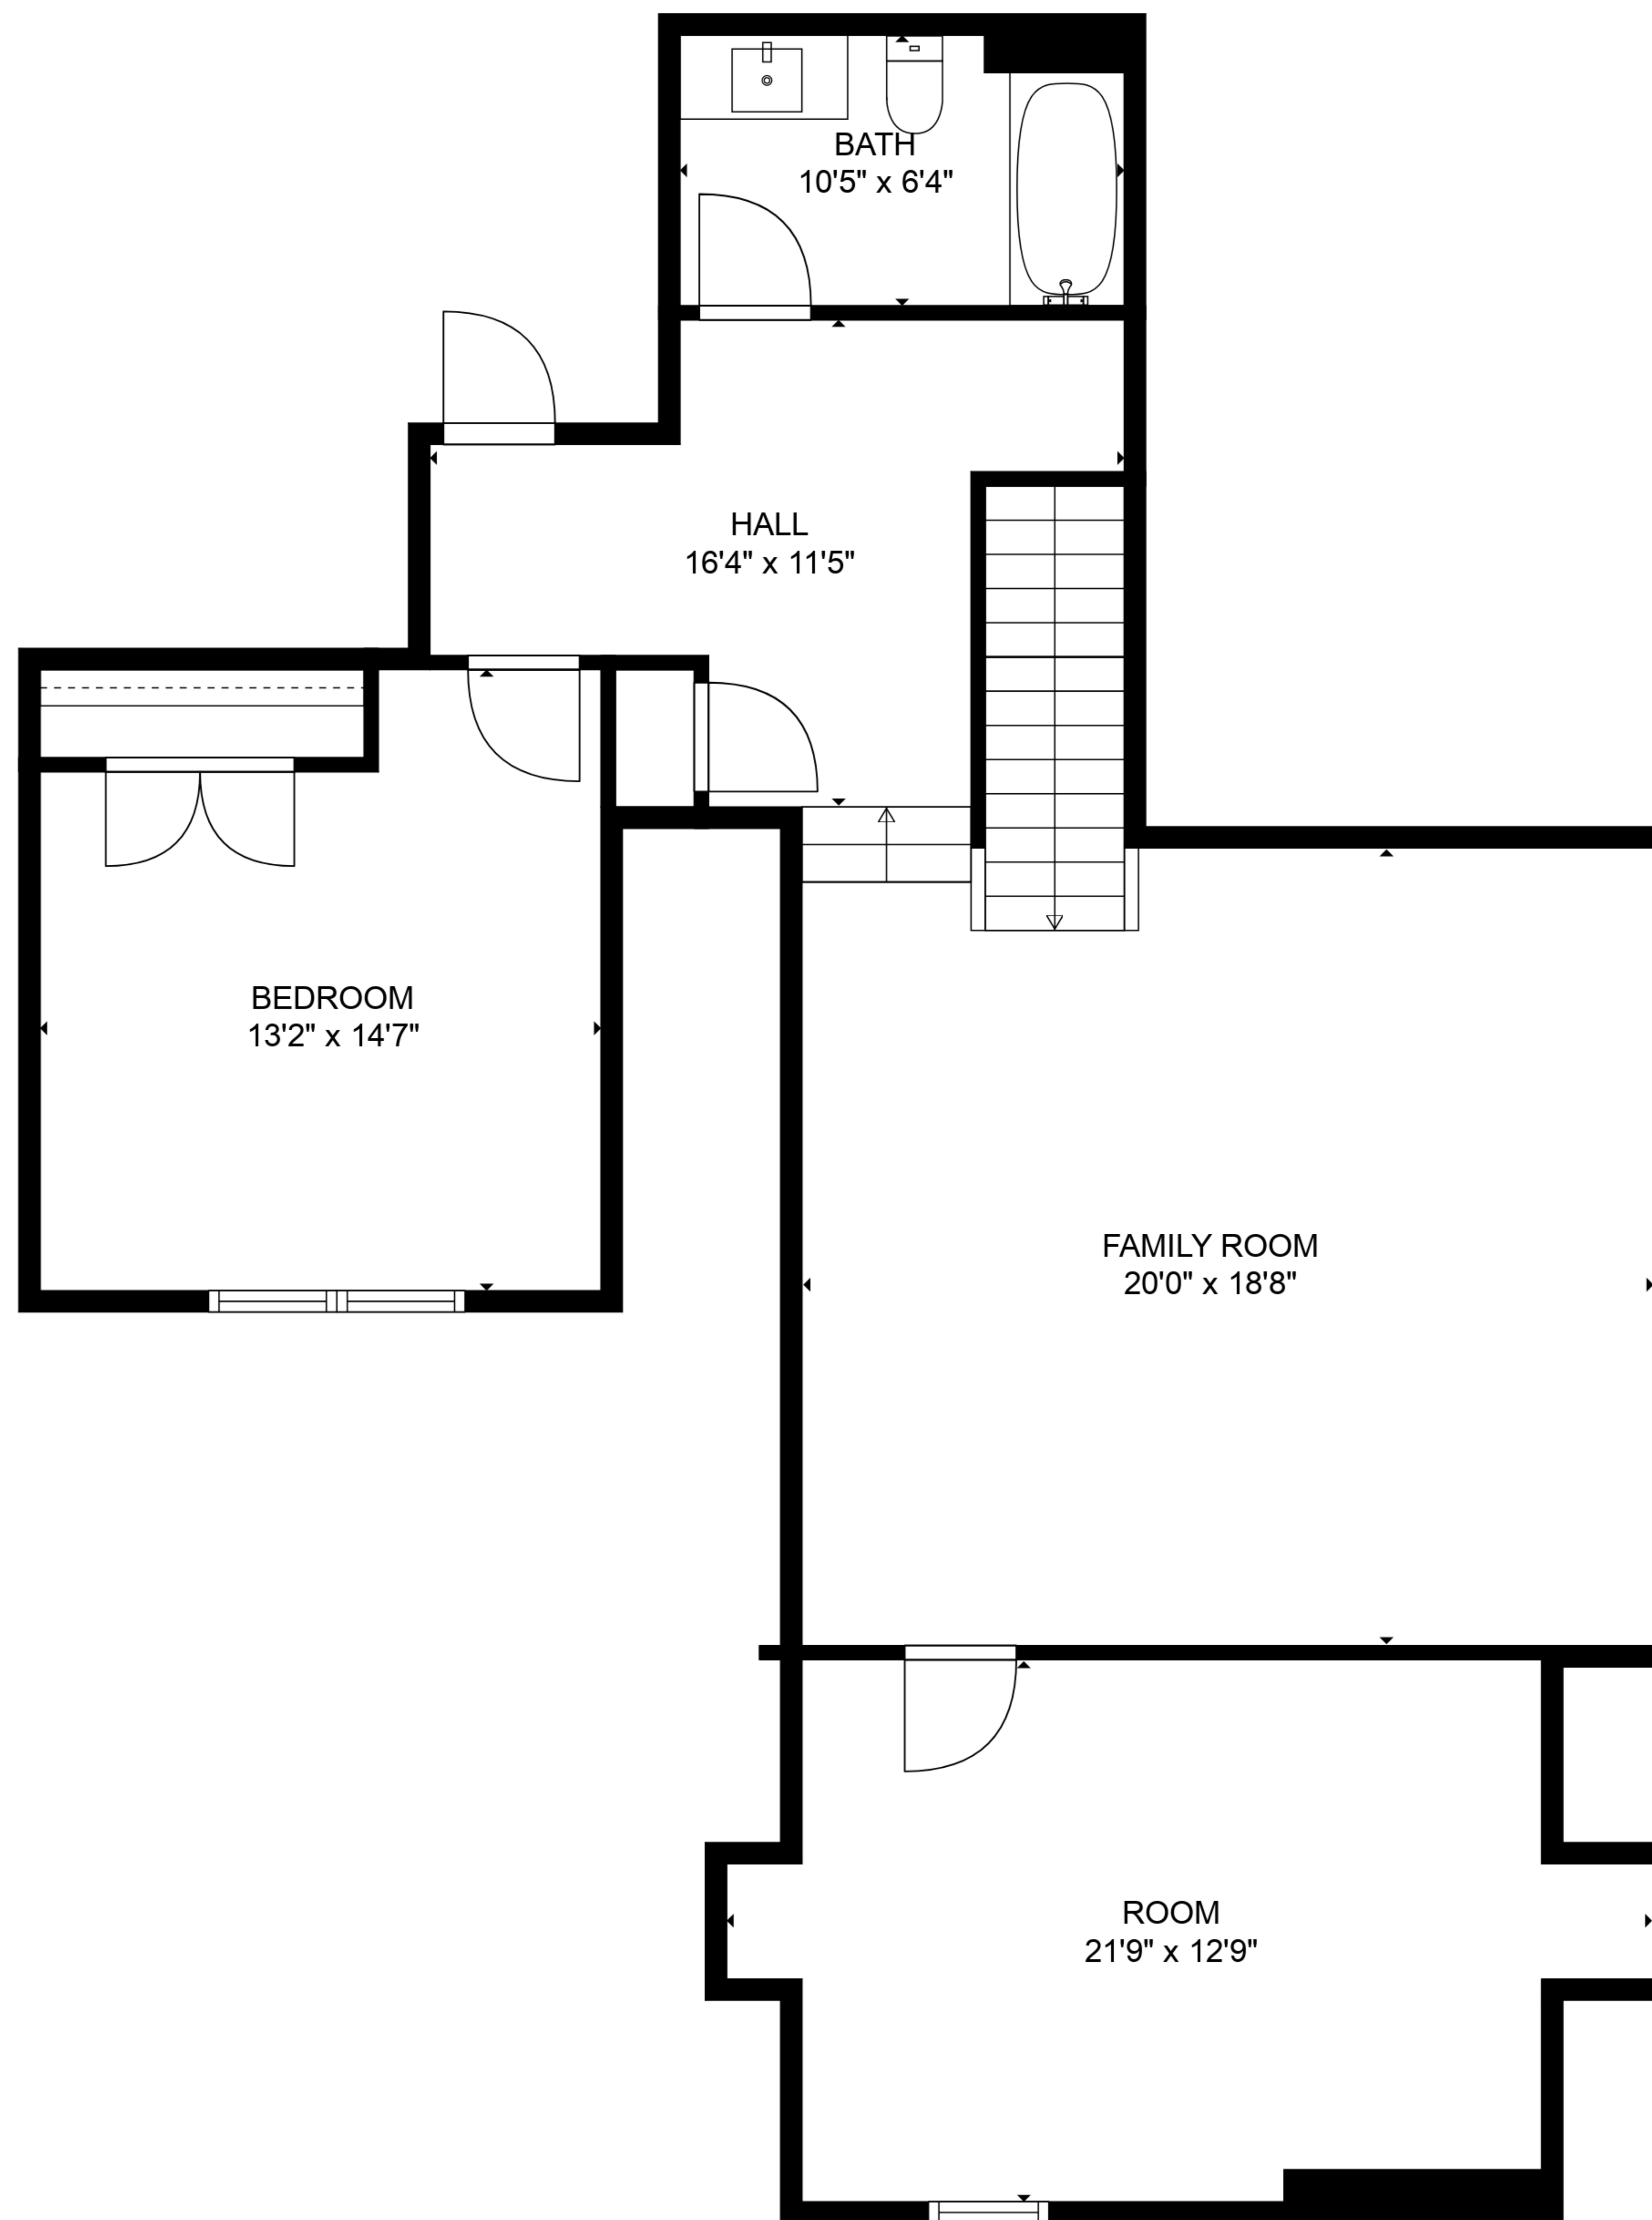 BATH
10'5" x 6'4"
HALL
16'4" x 11'5"
BEDROOM
13'2" x 14'7"
FAMILY ROOM
20'0" x 18'8"
ROOM
21'9" x 12'9"